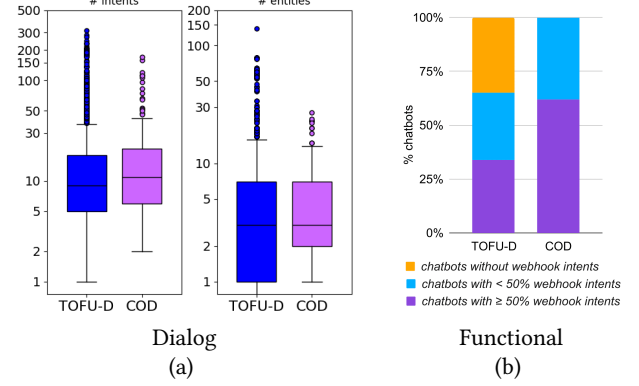 # intents
# entities
500
300
200
150
100
50
30
10
5
2
1
TOFU-D COD
200
100
50
30
10
5
2
1
TOFU-D COD
Dialog
(a)
% chatbots
100%
75%
50%
25%
0%
TOFU-D COD
chatbots without webhook intents
chatbots with < 50% webhook intents
chatbots with ≥ 50% webhook intents
Functional
(b)